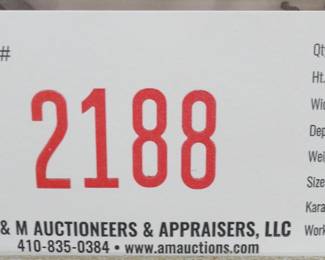 #
2188
& M AUCTIONEERS & APPRAISERS, LLC
410-835-0384 • www.amauctions.com
Qt
Ht.
Wi
Dep
Wei
Size
Kara
Work